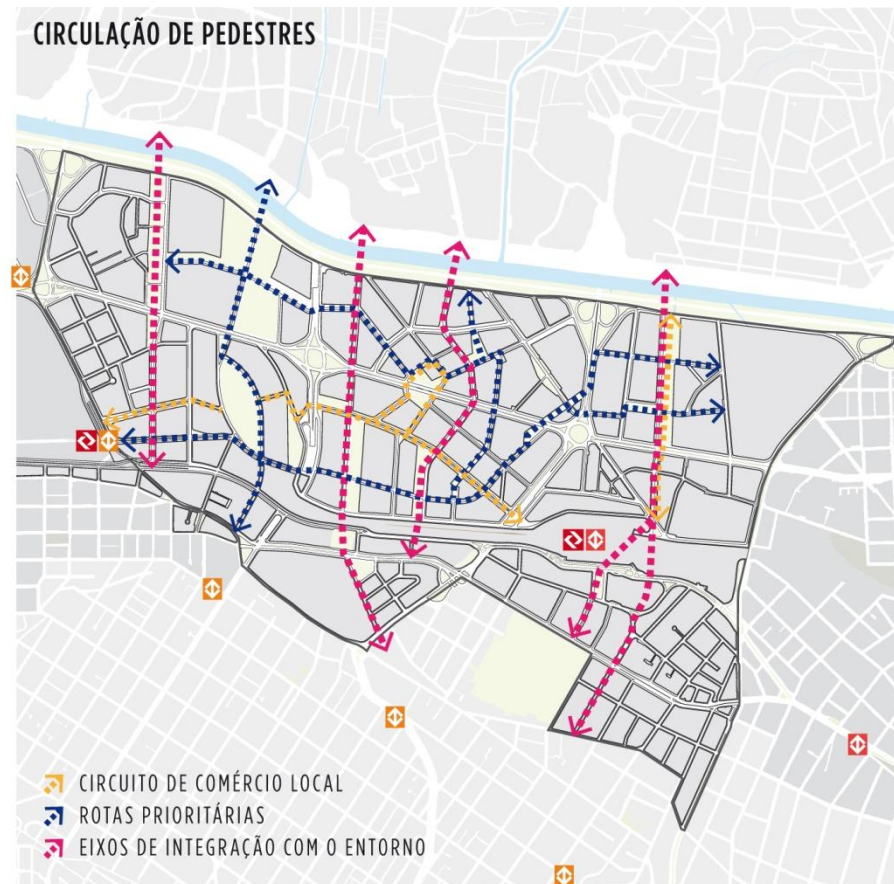 CIRCULAÇÃO DE PEDESTRES
CIRCUITO DE COMÉRCIO LOCAL
ROTAS PRIORITÁRIAS
EIXOS DE INTEGRAÇÃO COM O ENTORNO